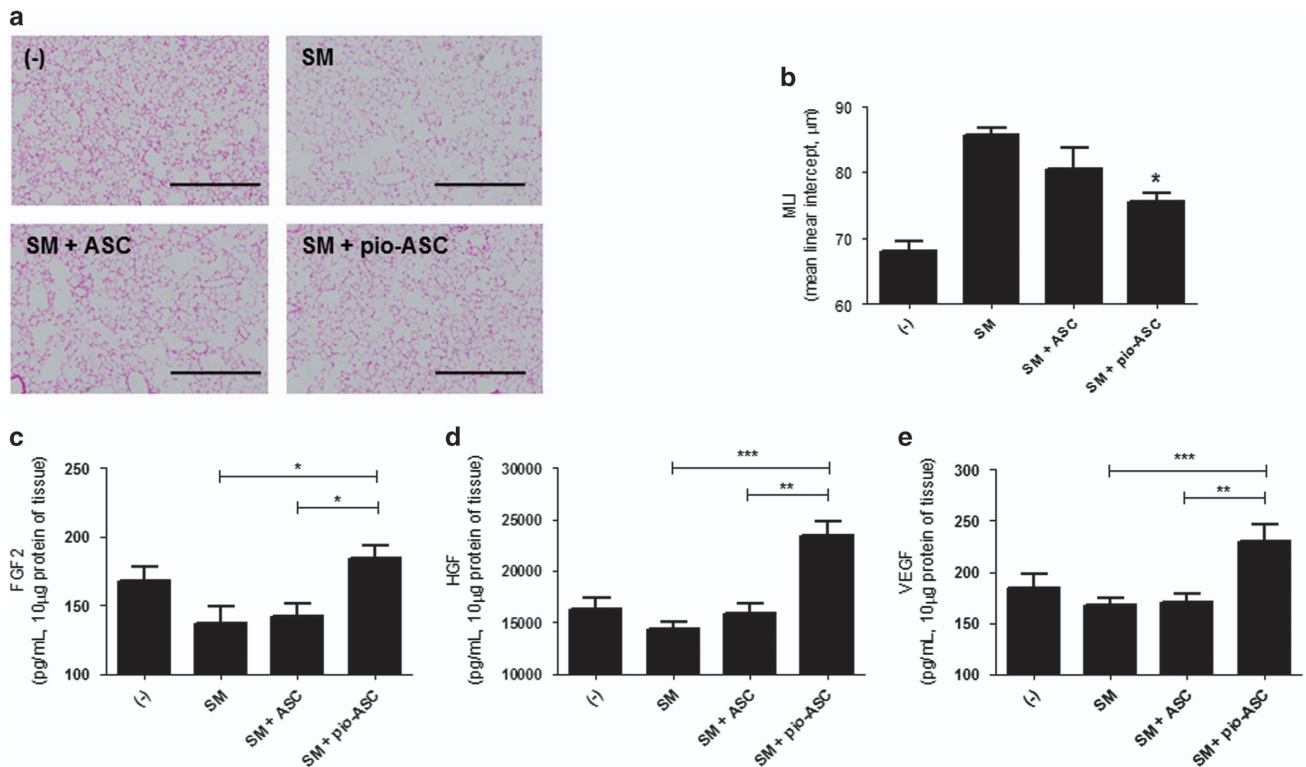 a
(-)
SM
SM + ASC
SM + pio-ASC
b
MLI
(mean linear intercept, µm)
90
80
70
60
*
(-)
SM
SM + ASC
SM + pio-ASC
c
FGF2
(pg/mL, 10µg protein of tissue)
250
200
150
100
*
*
(-)
SM
SM + ASC
SM + pio-ASC
d
HGF
(pg/mL, 10µg protein of tissue)
30000
25000
20000
15000
10000
***
**
(-)
SM
SM + ASC
SM + pio-ASC
e
VEGF
(pg/mL, 10µg protein of tissue)
300
250
200
150
100
***
**
(-)
SM
SM + ASC
SM + pio-ASC